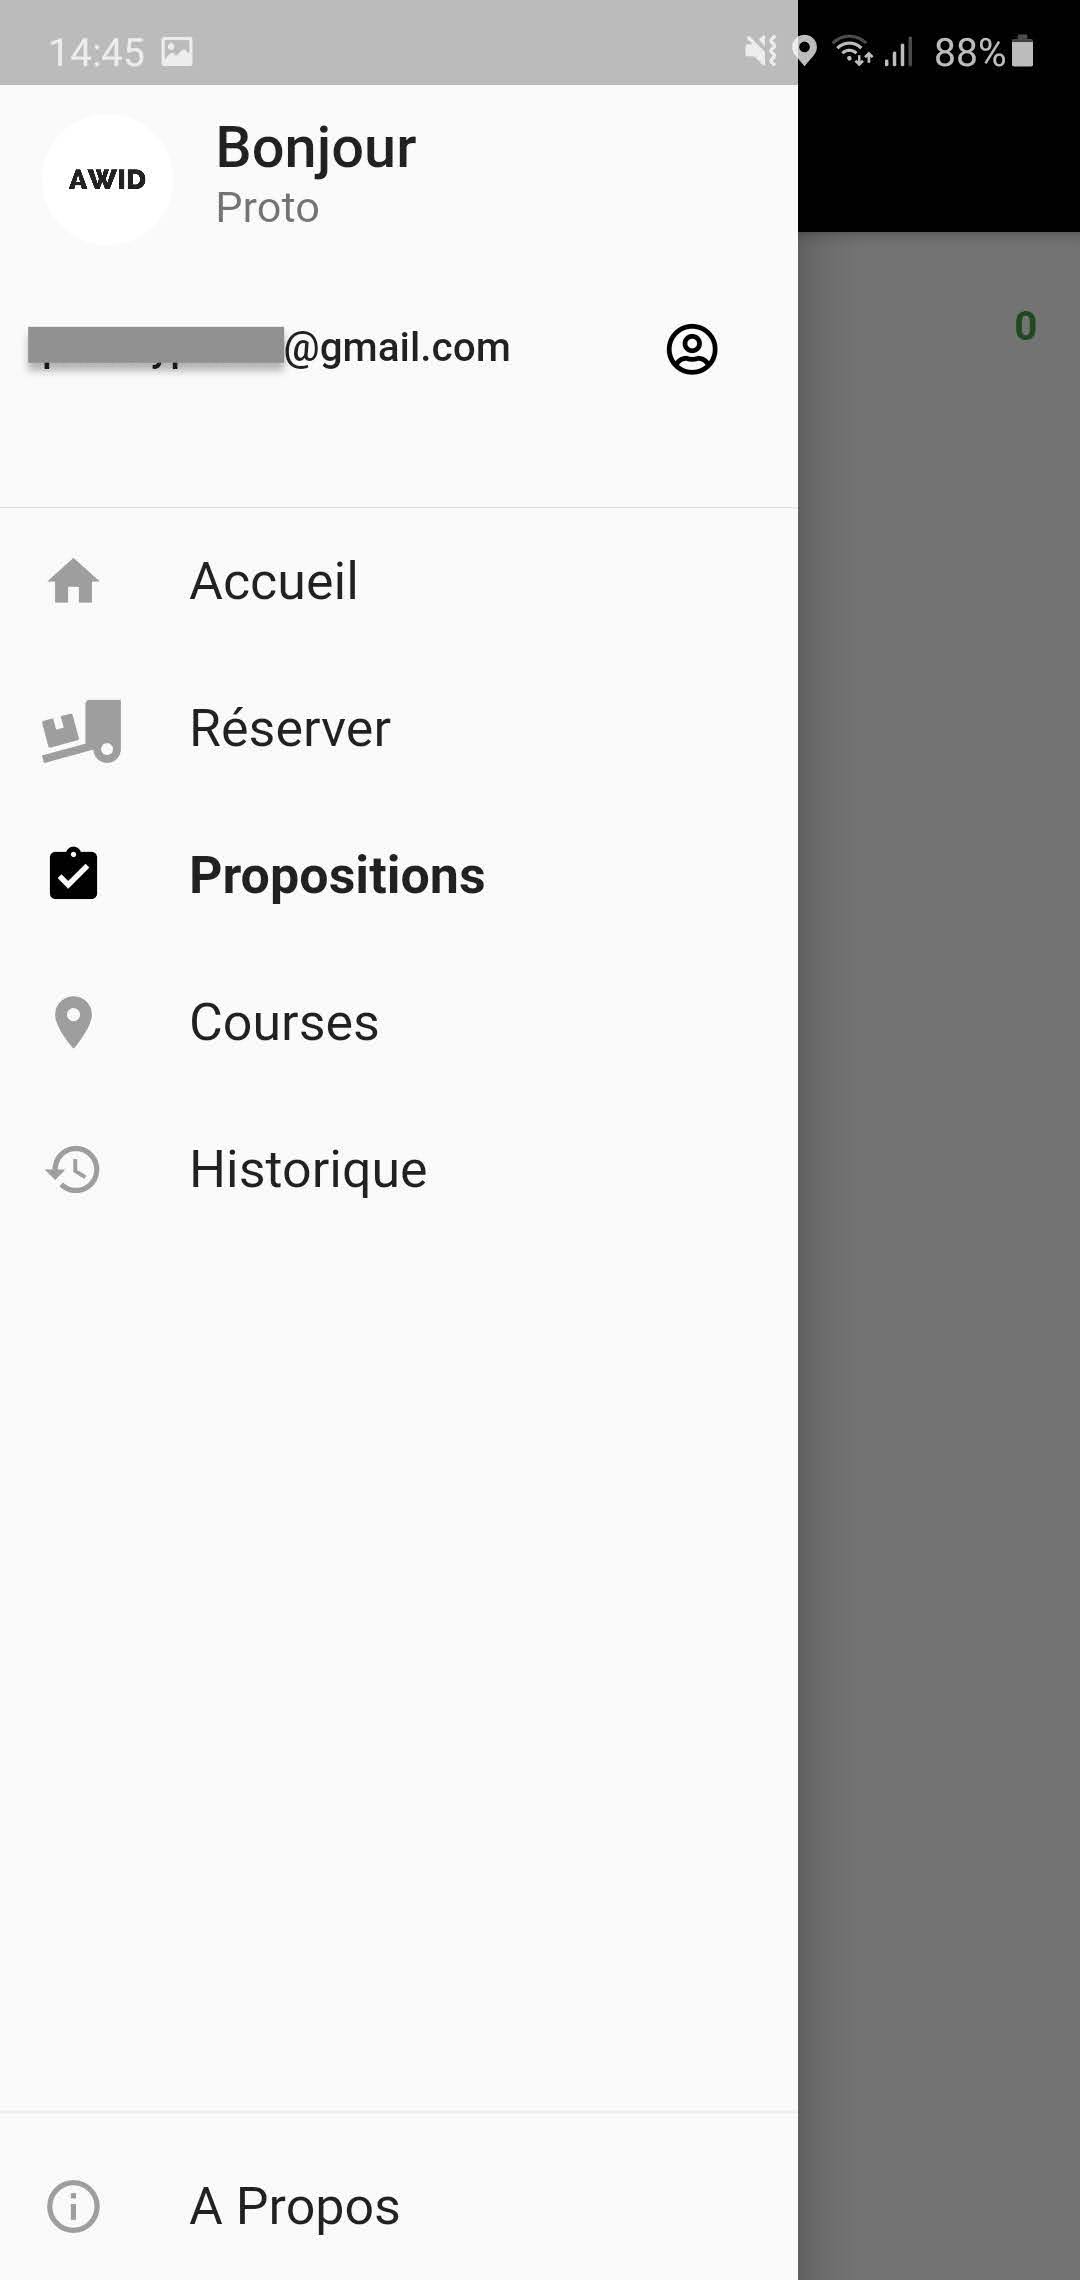 14:45
88%
AWID
Bonjour
Proto
@gmail.com
0
Accueil
Réserver
Propositions
Courses
Historique
A Propos